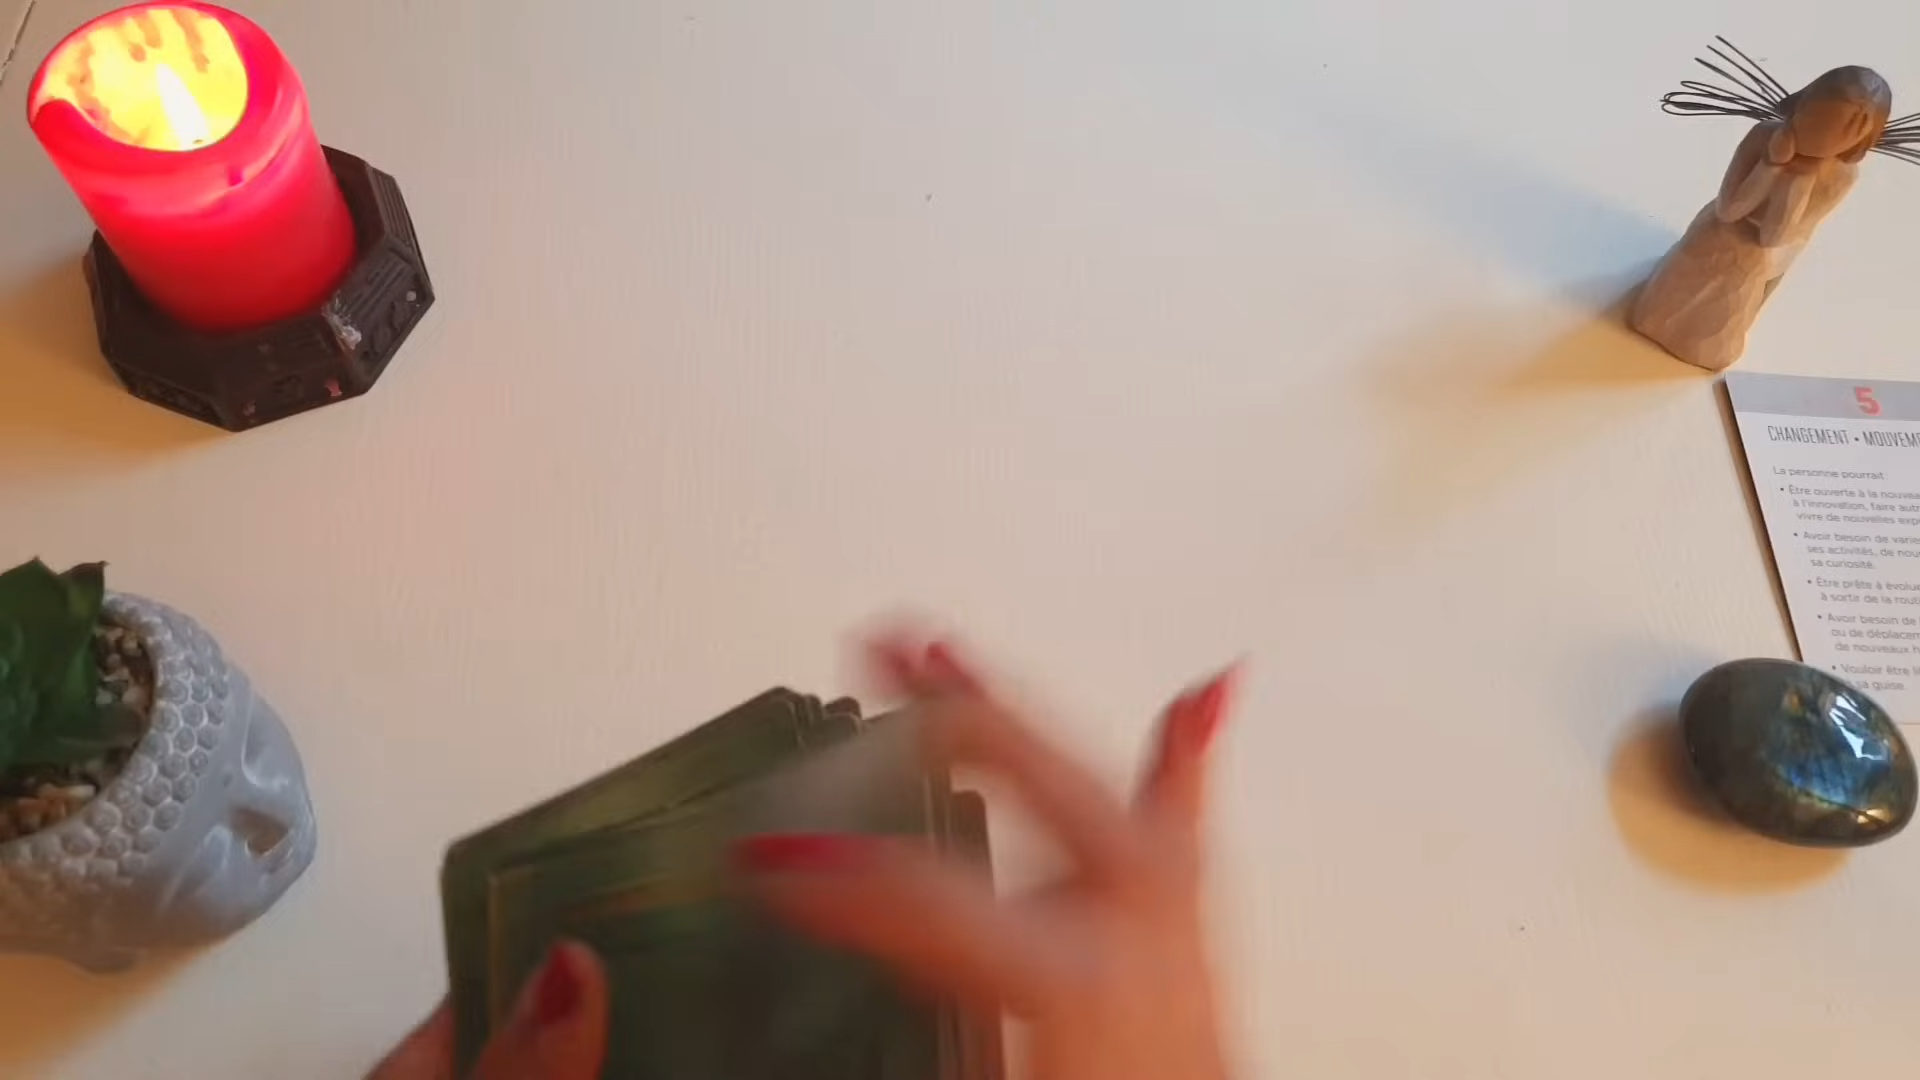 5
CHANGEMENT • MOUVEM
La personne pourrait :
• Être ouverte à la nouvea
à l'innovation, faire autr
vivre de nouvelles exp
• Avoir besoin de varie
ses activités, de nou
sa curiosité.
• Être prête à évolue
à sortir de la rout
• Avoir besoin de
ou de déplacem
de nouveaux h
• Vouloir être li
sa guise.